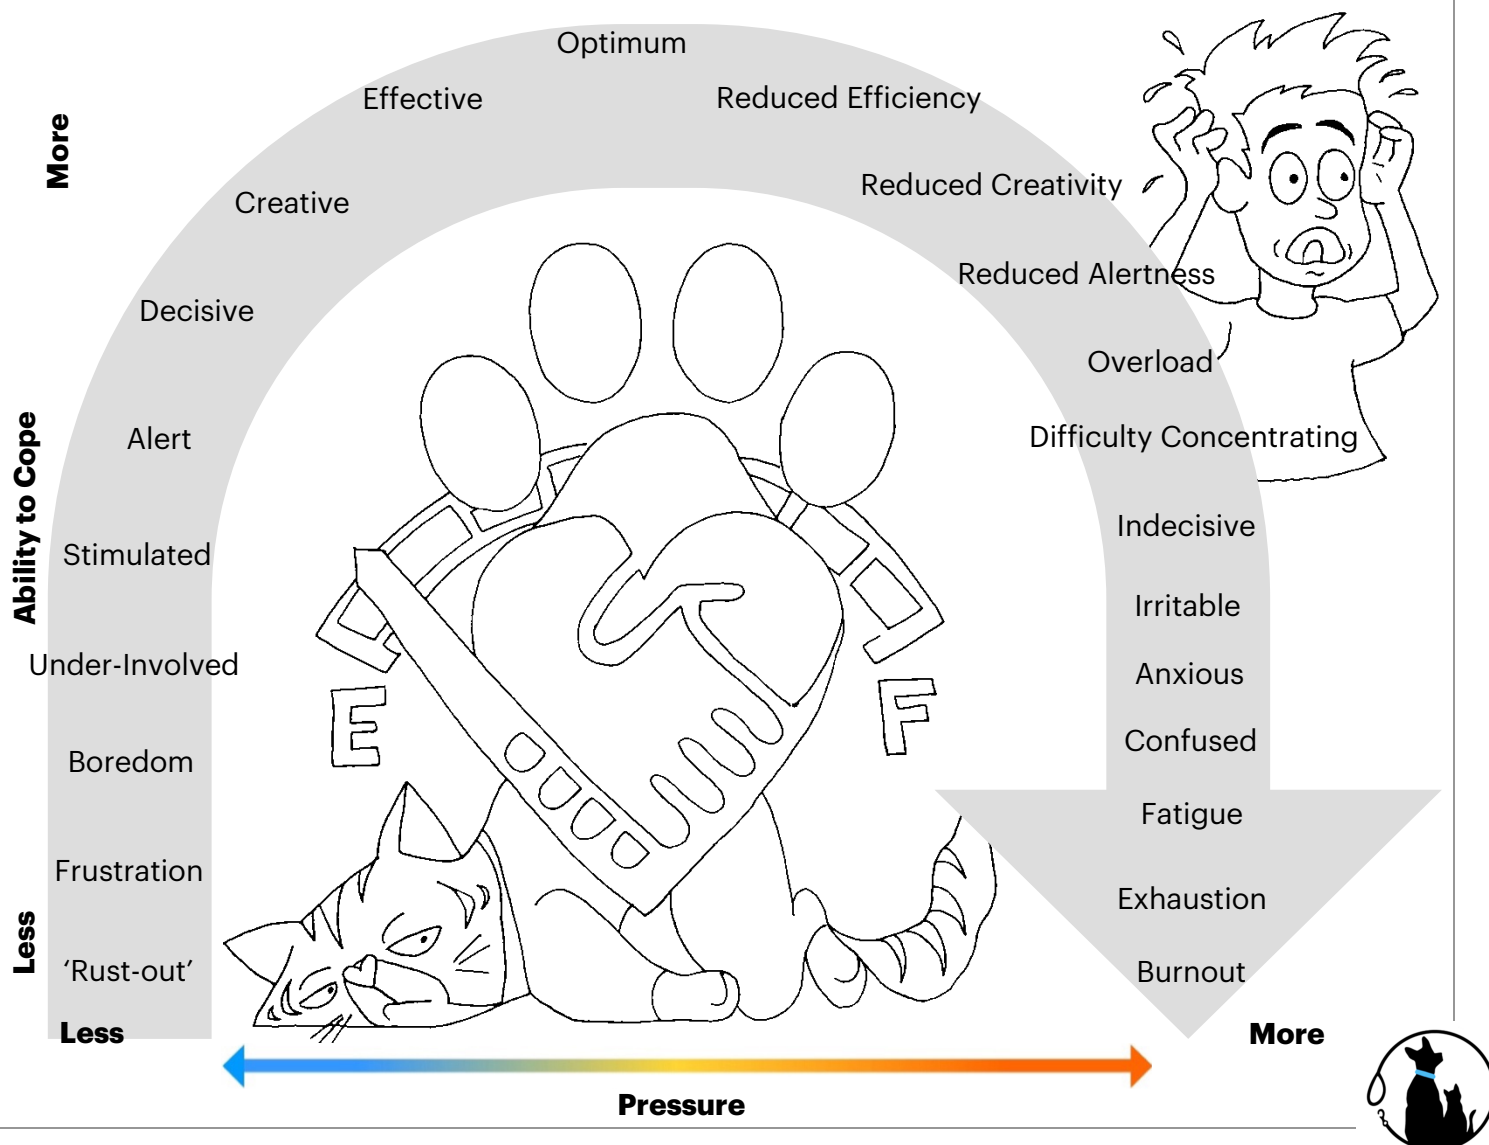 Optimum
Effective
Reduced Efficiency
More
Creative
Reduced Creativity
Reduced Alertness
Decisive
Overload
Alert
Difficulty Concentrating
Ability to Cope
Stimulated
Indecisive
Irritable
Under-Involved
Anxious
E
F
Boredom
Confused
Fatigue
Frustration
Exhaustion
Less
‘Rust-out’
Burnout
Less
More
Pressure